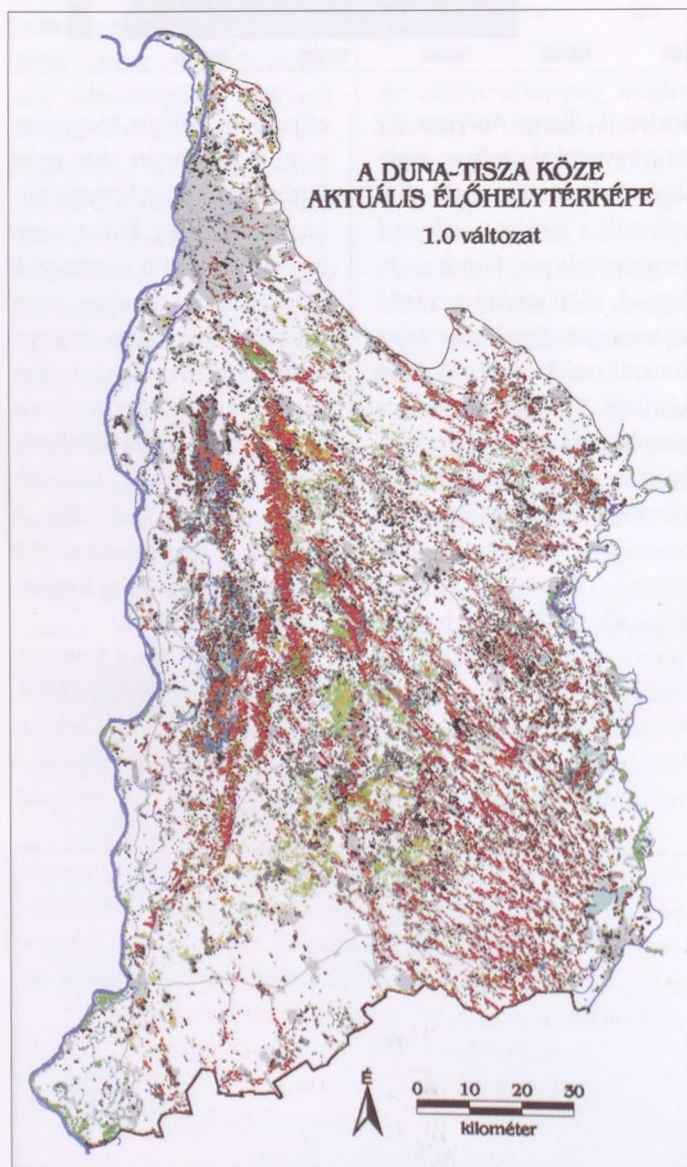 A DUNA-TISZA KÖZE
AKTUÁLIS ÉLŐHELYTÉRKÉPE
1.0 változat
É
0 10 20 30
kilométer